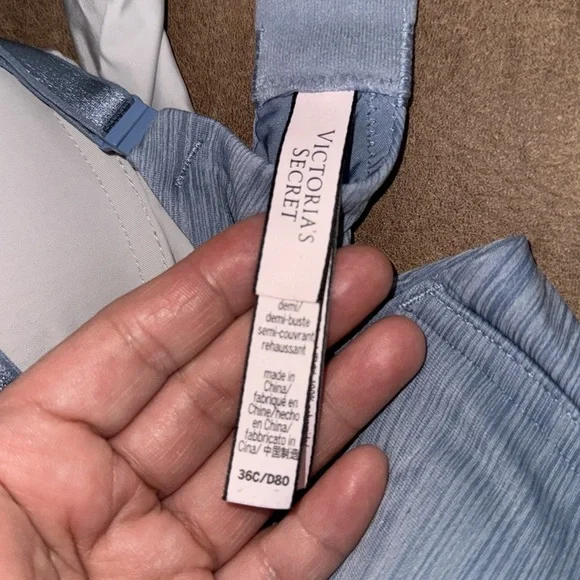 VICTORIA'S
SECRET
demi/
demi-buste
semi-couvrant
rehaussant
made in
China/
fabriqué en
Chine/hecho
en China/
fabbricato in
Cina/ 中国制造
36C/D80